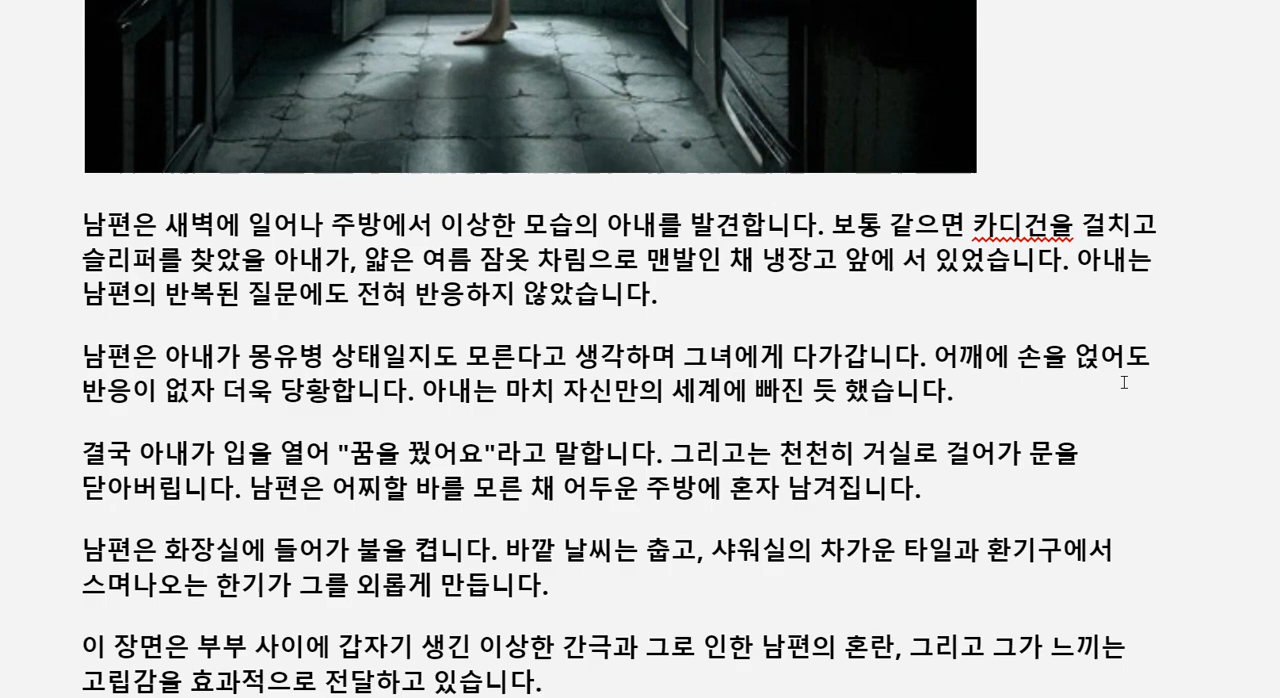 남편은 새벽에 일어나 주방에서 이상한 모습의 아내를 발견합니다. 보통 같으면 카디건을 걸치고
슬리퍼를 찾았을 아내가, 얇은 여름 잠옷 차림으로 맨발인 채 냉장고 앞에 서 있었습니다. 아내는
남편의 반복된 질문에도 전혀 반응하지 않았습니다.
남편은 아내가 몽유병 상태일지도 모른다고 생각하며 그녀에게 다가갑니다. 어깨에 손을 얹어도
반응이 없자 더욱 당황합니다. 아내는 마치 자신만의 세계에 빠진 듯 했습니다.
결국 아내가 입을 열어 "꿈을 꿨어요"라고 말합니다. 그리고는 천천히 거실로 걸어가 문을
닫아버립니다. 남편은 어찌할 바를 모른 채 어두운 주방에 혼자 남겨집니다.
남편은 화장실에 들어가 불을 켭니다. 바깥 날씨는 춥고, 샤워실의 차가운 타일과 환기구에서
스며나오는 한기가 그를 외롭게 만듭니다.
이 장면은 부부 사이에 갑자기 생긴 이상한 간극과 그로 인한 남편의 혼란, 그리고 그가 느끼는
고립감을 효과적으로 전달하고 있습니다.